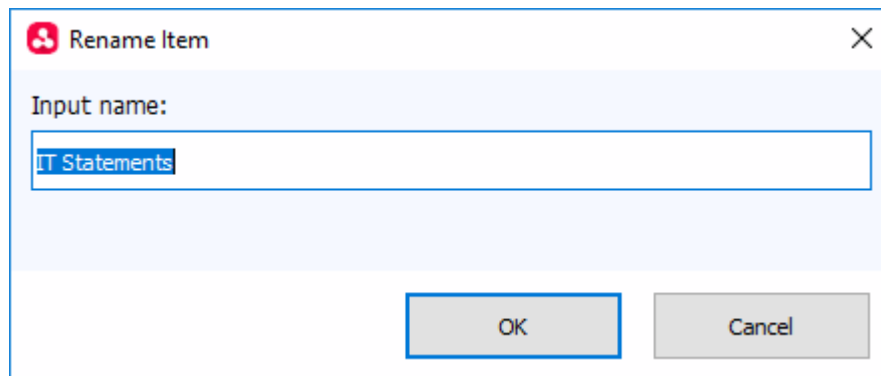 Rename Item
Input name:
IT Statements
OK
Cancel